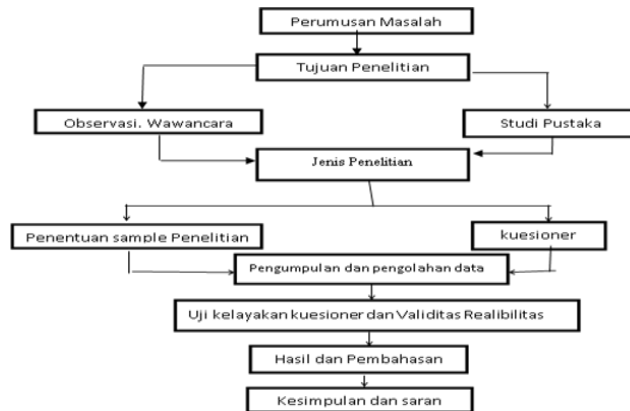 Perumusan Masalah
Tujuan Penelitian
Observasi. Wawancara
Studi Pustaka
Jenis Penelitian
Penentuan sample Penelitian
kuesioner
Pengumpulan dan pengolahan data
Uji kelayakan kuesioner dan Validitas Realibilitas
Hasil dan Pembahasan
Kesimpulan dan saran